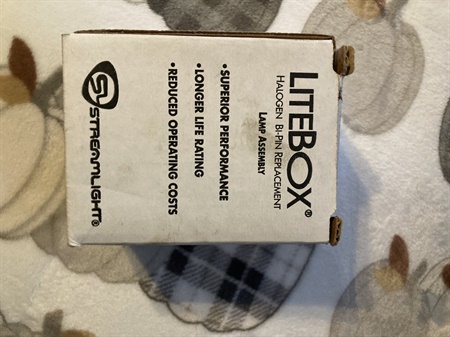 LITEBOX®
HALOGEN BI-PIN REPLACEMENT
LAMP ASSEMBLY
•SUPERIOR PERFORMANCE
•LONGER LIFE RATING
•REDUCED OPERATING COSTS
STREAMLIGHT®